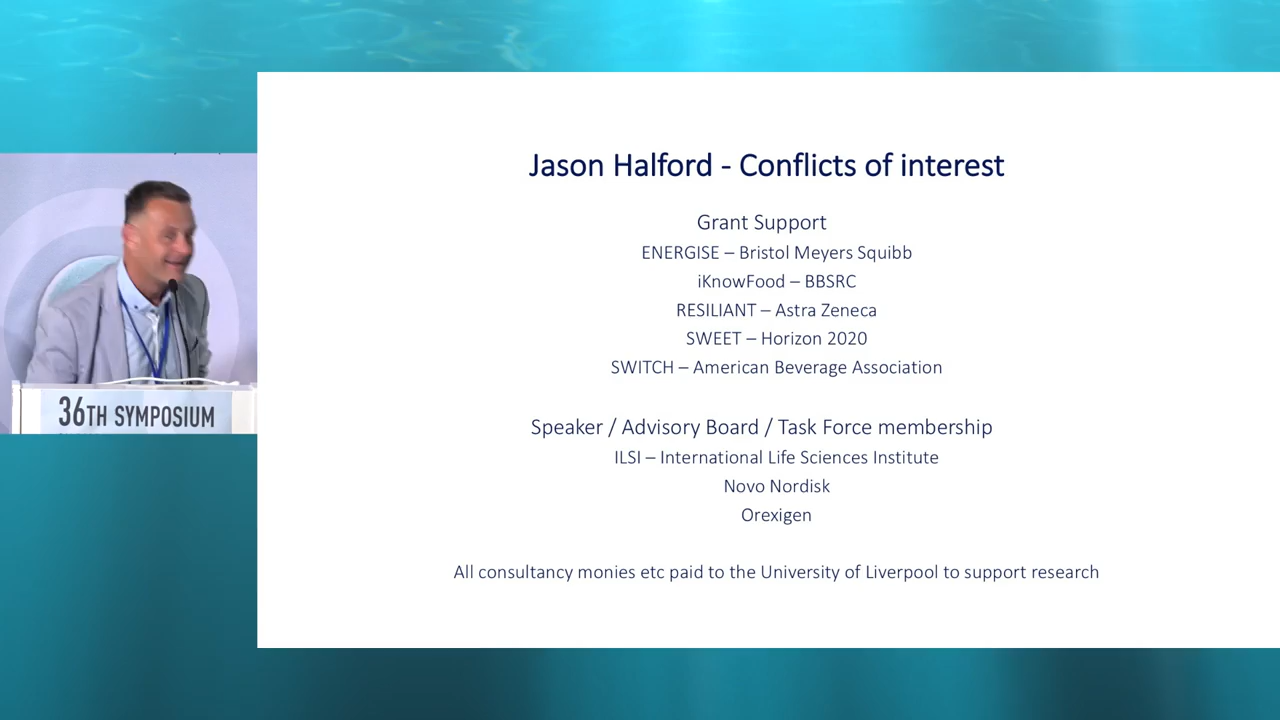 Jason Halford - Conflicts of interest
Grant Support
ENERGISE – Bristol Meyers Squibb
iKnowFood – BBSRC
RESILIANT – Astra Zeneca
SWEET – Horizon 2020
SWITCH – American Beverage Association
Speaker / Advisory Board / Task Force membership
ILSI – International Life Sciences Institute
Novo Nordisk
Orexigen
All consultancy monies etc paid to the University of Liverpool to support research
36TH SYMPOSIUM